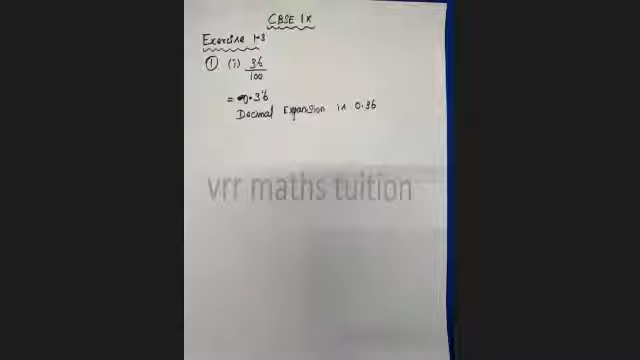 CBSE IX
Exercise 1.3
① (i) 36/100
= 0.36
Decimal Expansion is 0.36
vrr maths tuition